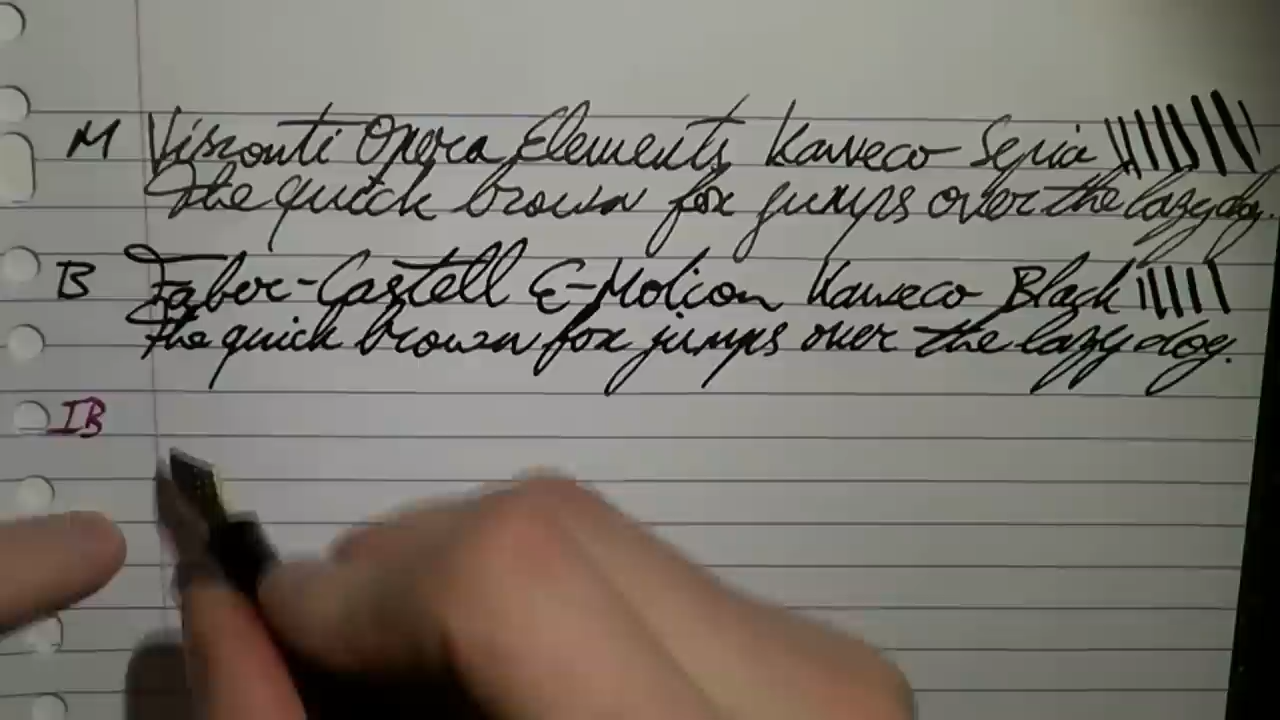 M Visconti Opera Elements Kaweco Sepia
The quick brown fox jumps over the lazy dog.
B Faber-Castell E-Motion Kaweco Black
the quick brown fox jumps over the lazy dog.
IB